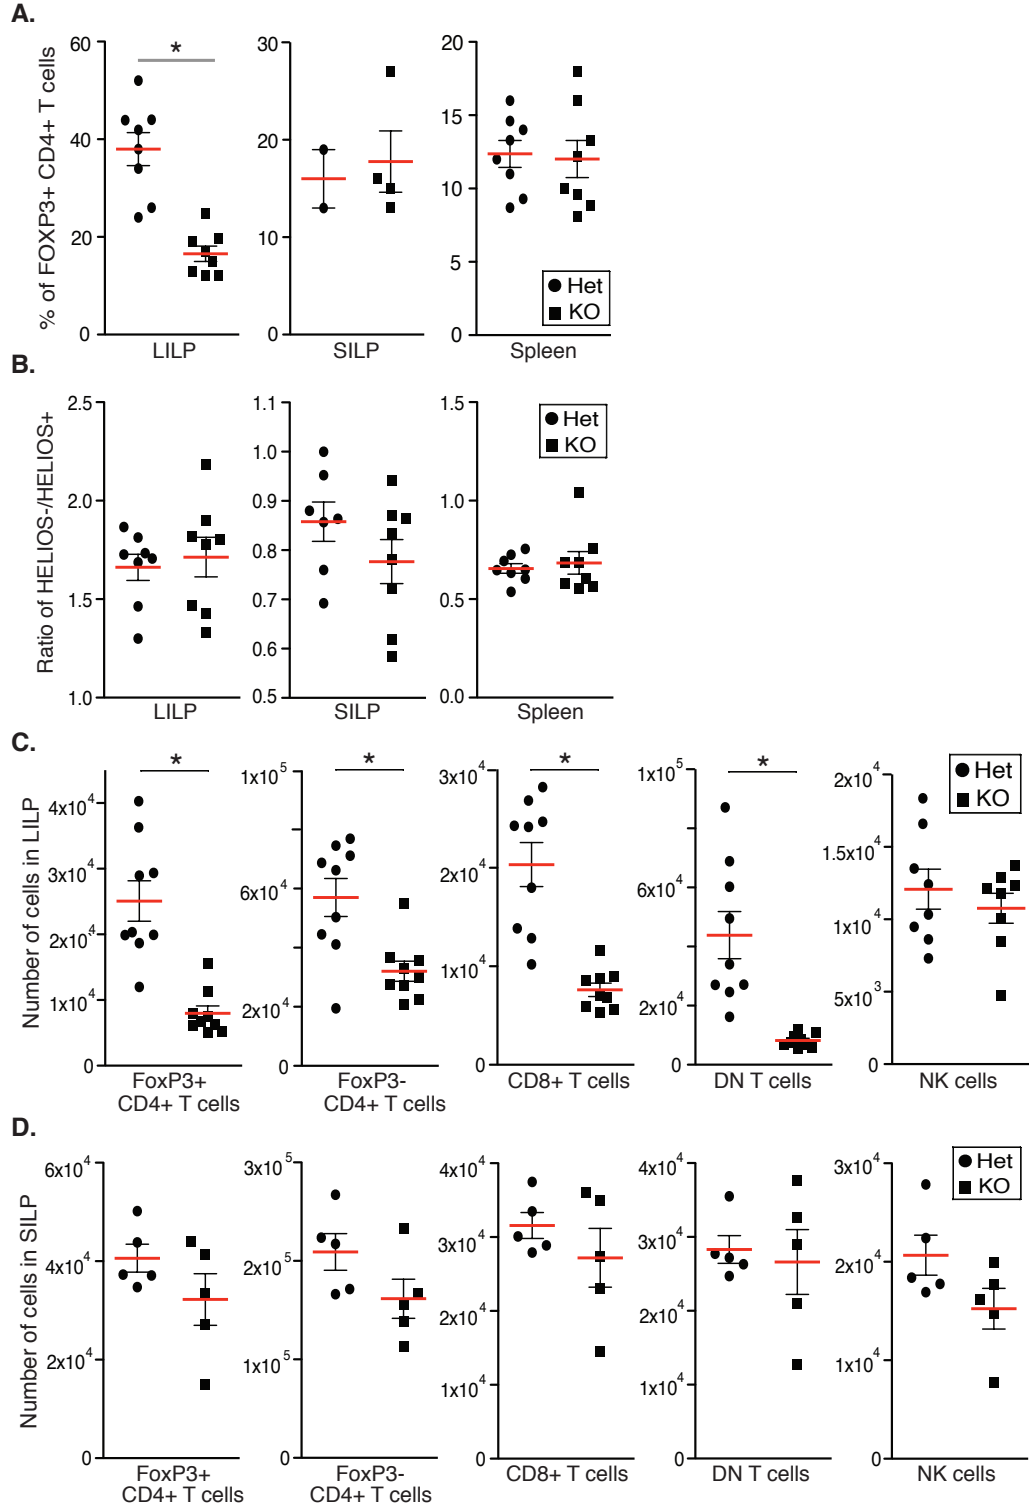 A.
% of FOXP3+ CD4+ T cells
60
40
20
0
*
LILP
30
20
10
0
SILP
20
15
10
5
0
Het
KO
Spleen
B.
Ratio of HELIOS-/HELIOS+
2.5
2.0
1.5
1.0
LILP
1.1
1.0
0.9
0.8
0.7
0.6
0.5
SILP
1.5
1.0
0.5
0.0
Het
KO
Spleen
C.
Number of cells in LILP
4x10⁴
3x10⁴
2x10⁴
1x10⁴
0
*
FoxP3+
CD4+ T cells
1x10⁵
6x10⁴
2x10⁴
0
*
FoxP3-
CD4+ T cells
3x10⁴
2x10⁴
1x10⁴
0
*
CD8+ T cells
1x10⁵
6x10⁴
2x10⁴
0
*
DN T cells
2x10⁴
1.5x10⁴
1x10⁴
5x10³
0
Het
KO
NK cells
D.
Number of cells in SILP
6x10⁴
4x10⁴
2x10⁴
0
FoxP3+
CD4+ T cells
3x10⁵
2x10⁵
1x10⁵
0
FoxP3-
CD4+ T cells
4x10⁴
3x10⁴
2x10⁴
1x10⁴
0
CD8+ T cells
4x10⁴
3x10⁴
2x10⁴
1x10⁴
0
DN T cells
3x10⁴
2x10⁴
1x10⁴
0
Het
KO
NK cells